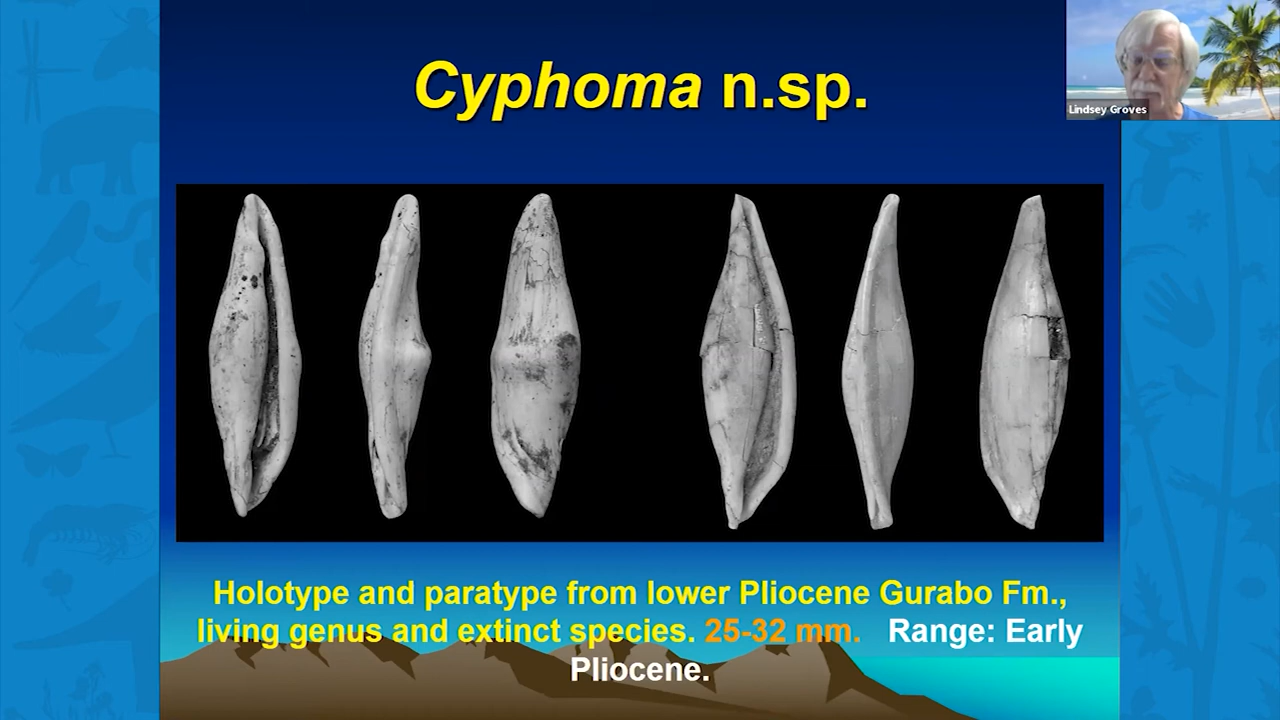 Cyphoma n.sp.
Lindsey Groves
Holotype and paratype from lower Pliocene Gurabo Fm.,
living genus and extinct species. 25-32 mm. Range: Early
Pliocene.